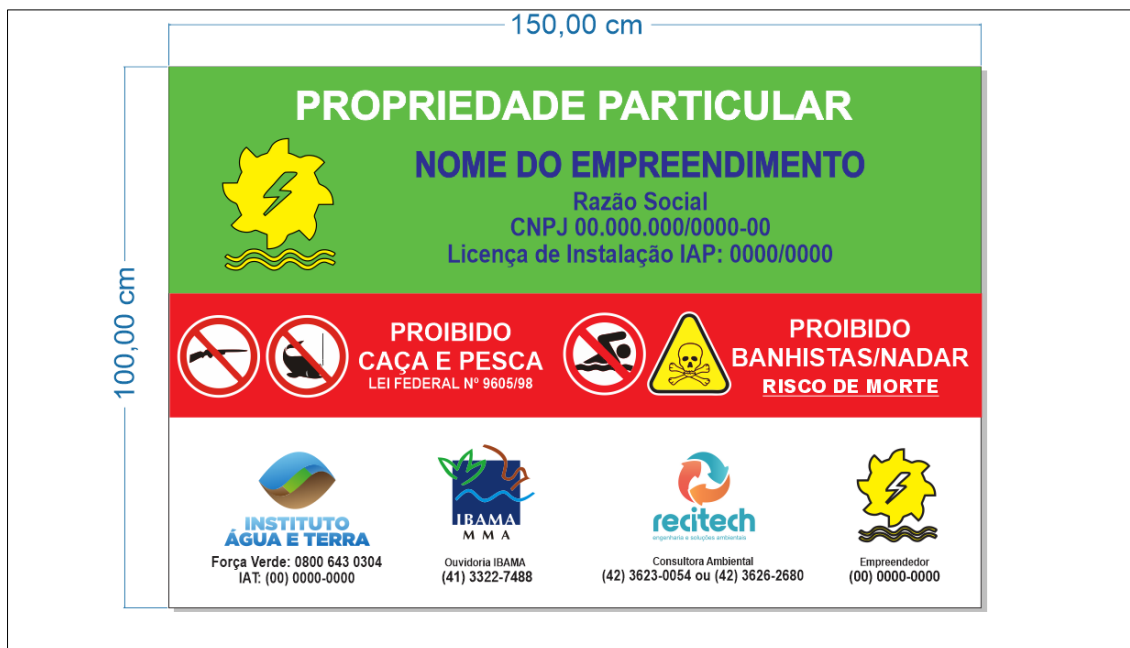 150,00 cm
100,00 cm
PROPRIEDADE PARTICULAR
NOME DO EMPREENDIMENTO
Razão Social
CNPJ 00.000.000/0000-00
Licença de Instalação IAP: 0000/0000
PROIBIDO
CAÇA E PESCA
LEI FEDERAL Nº 9605/98
PROIBIDO
BANHISTAS/NADAR
RISCO DE MORTE
INSTITUTO
ÁGUA E TERRA
Força Verde: 0800 643 0304
IAT: (00) 0000-0000
IBAMA
MMA
Ouvidoria IBAMA
(41) 3322-7488
recitech
engenharia e soluções ambientais
Consultora Ambiental
(42) 3623-0054 ou (42) 3626-2680
Empreendedor
(00) 0000-0000